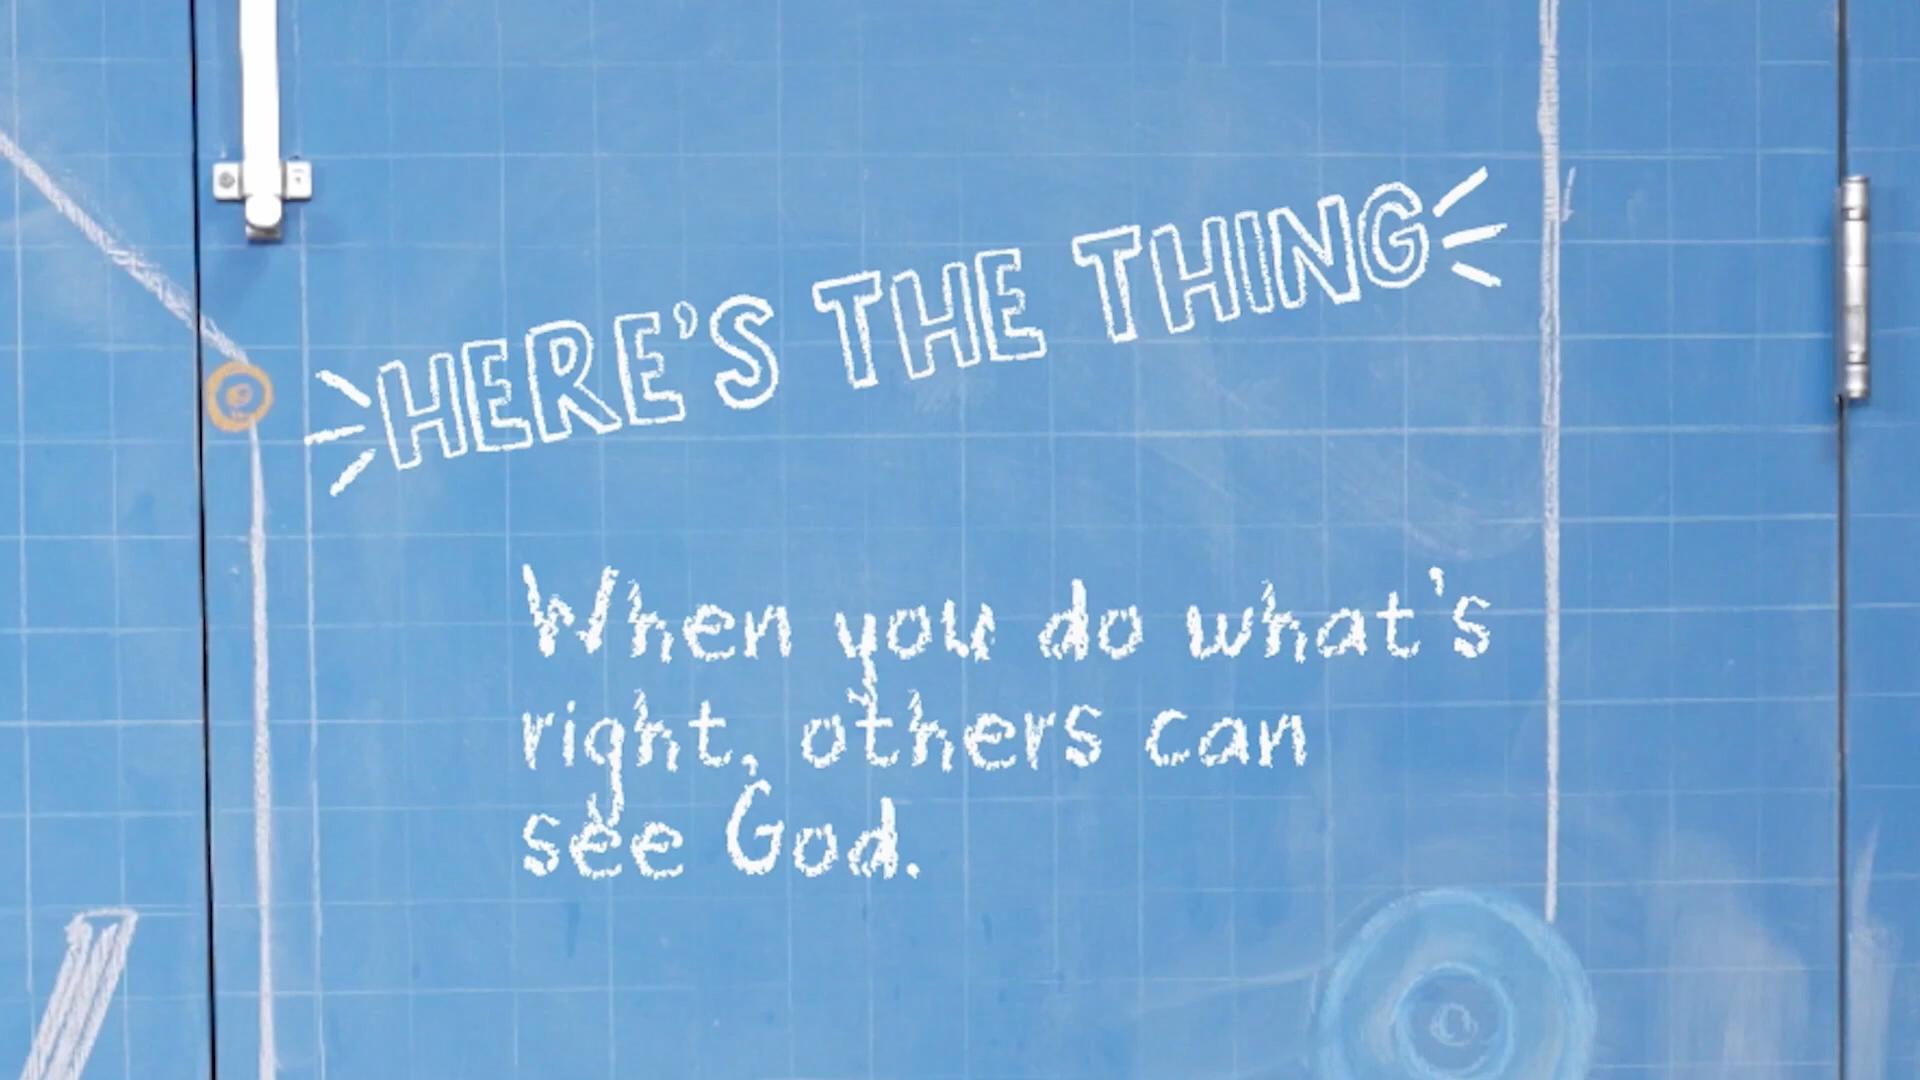 HERE'S THE THING
When you do what's
right, others can
see God.